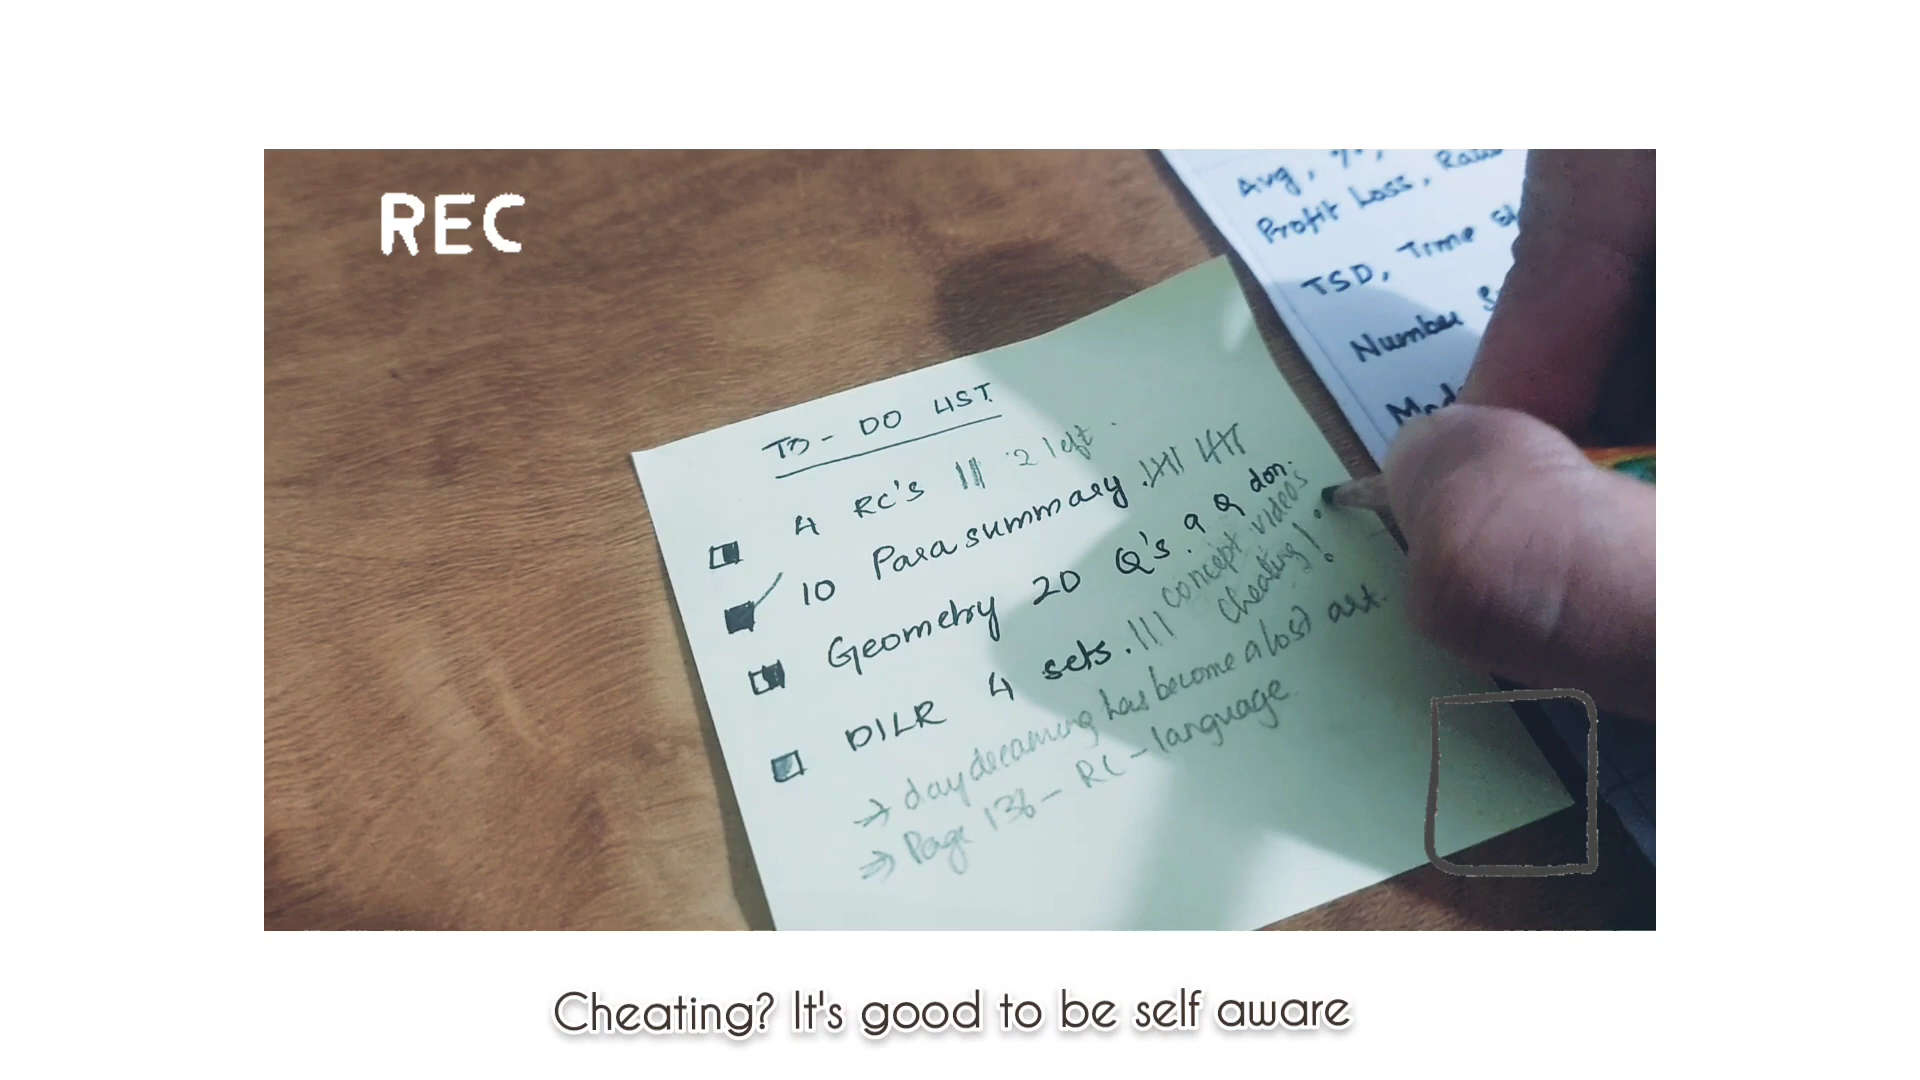 REC
Avg, %,
Profit Loss,
TSD, Time
Number
TO-DO LIST
4 RC's ||| 2 left.
10 Para summary.
Geometry 20 Q's. 9 Q don.
DILR 4 sets. ||| concept videos
cheating!
→ daydreaming has become a lost art.
⇒ Page 136 - RC - language
Cheating? It's good to be self aware